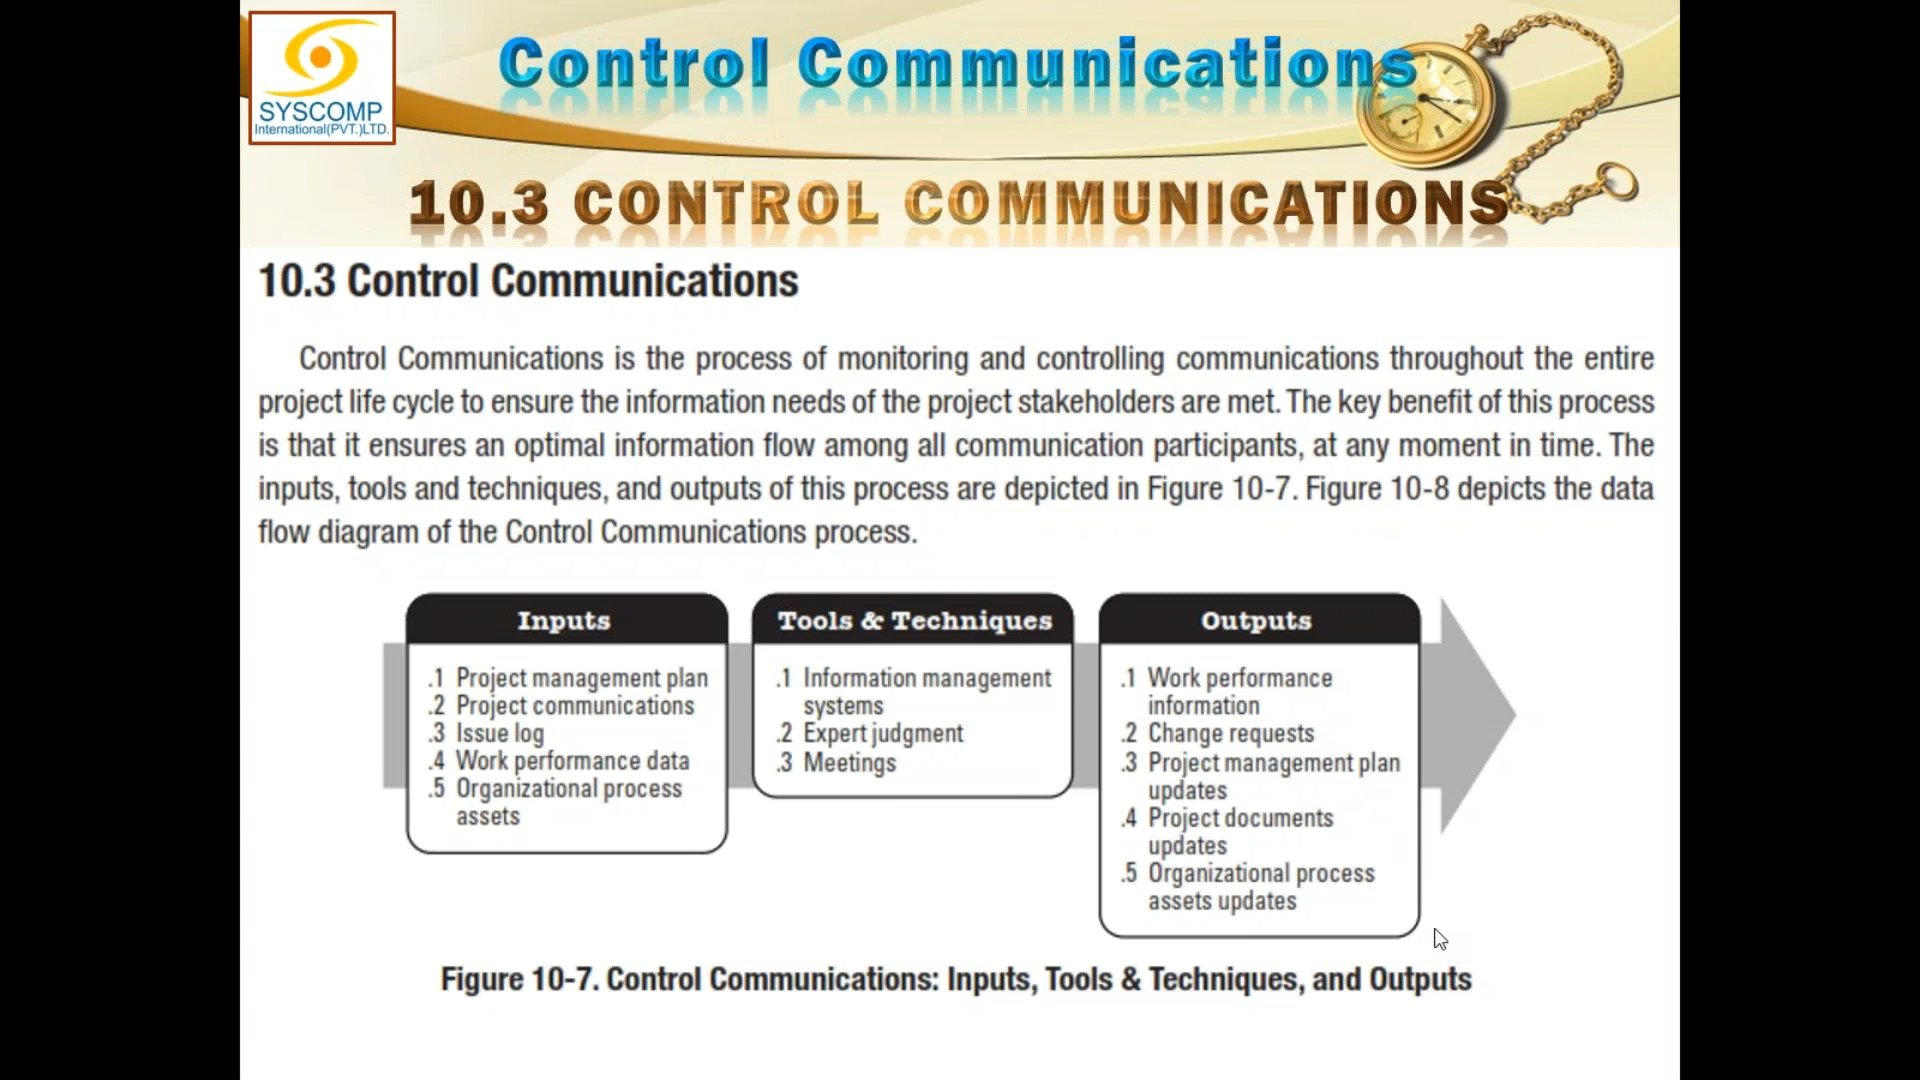 SYSCOMP
International(PVT.)LTD.
Control Communications
10.3 CONTROL COMMUNICATIONS
10.3 Control Communications
Control Communications is the process of monitoring and controlling communications throughout the entire
project life cycle to ensure the information needs of the project stakeholders are met. The key benefit of this process
is that it ensures an optimal information flow among all communication participants, at any moment in time. The
inputs, tools and techniques, and outputs of this process are depicted in Figure 10-7. Figure 10-8 depicts the data
flow diagram of the Control Communications process.
Inputs
.1 Project management plan
.2 Project communications
.3 Issue log
.4 Work performance data
.5 Organizational process
assets
Tools & Techniques
.1 Information management
systems
.2 Expert judgment
.3 Meetings
Outputs
.1 Work performance
information
.2 Change requests
.3 Project management plan
updates
.4 Project documents
updates
.5 Organizational process
assets updates
Figure 10-7. Control Communications: Inputs, Tools & Techniques, and Outputs